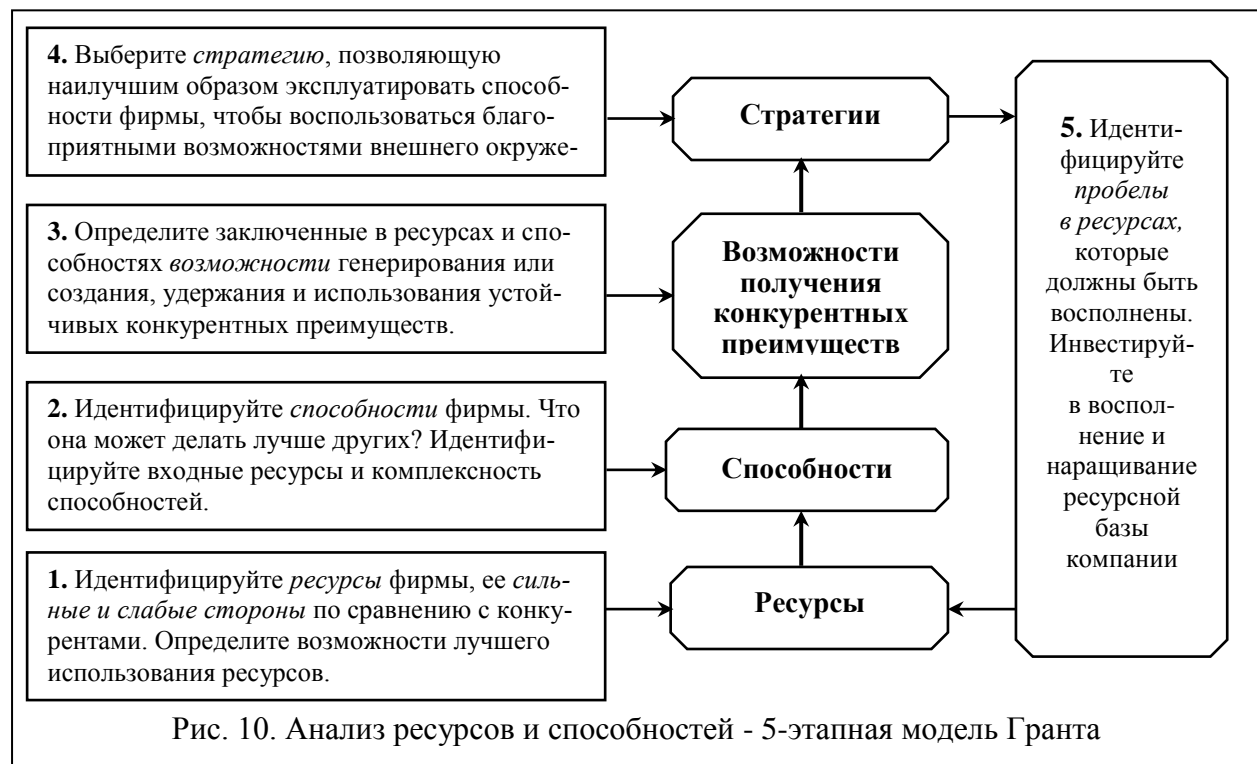 4. Выберите стратегию, позволяющую
наилучшим образом эксплуатировать способ-
ности фирмы, чтобы воспользоваться благо-
приятными возможностями внешнего окруже-
Стратегии
5. Иденти-
фицируйте
пробелы
в ресурсах,
которые
должны быть
восполнены.
Инвестируй-
те
в воспол-
нение и
наращивание
ресурсной
базы
компании
3. Определите заключенные в ресурсах и спо-
собностях возможности генерирования или
создания, удержания и использования устой-
чивых конкурентных преимуществ.
Возможности
получения
конкурентных
преимуществ
2. Идентифицируйте способности фирмы. Что
она может делать лучше других? Идентифи-
цируйте входные ресурсы и комплексность
способностей.
Способности
1. Идентифицируйте ресурсы фирмы, ее силь-
ные и слабые стороны по сравнению с конку-
рентами. Определите возможности лучшего
использования ресурсов.
Ресурсы
Рис. 10. Анализ ресурсов и способностей - 5-этапная модель Гранта